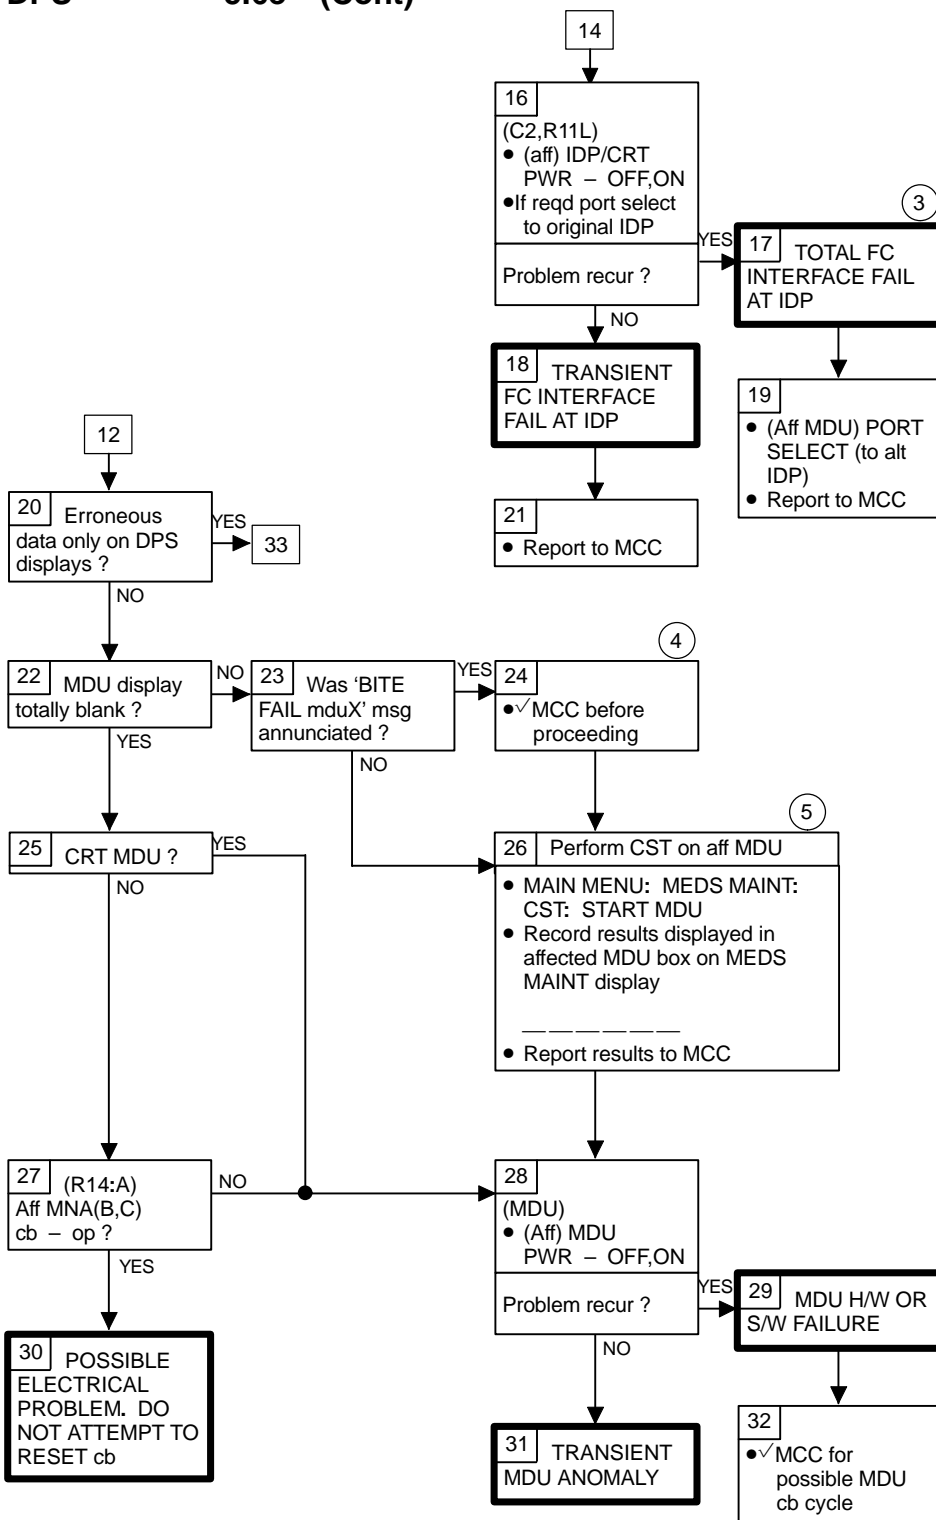 DPS 5.63 (Cont)
14
16
(C2,R11L)
• (aff) IDP/CRT
PWR – OFF,ON
•If reqd port select
to original IDP
Problem recur ?
YES
NO
3
17 TOTAL FC
INTERFACE FAIL
AT IDP
18 TRANSIENT
FC INTERFACE
FAIL AT IDP
19
• (Aff MDU) PORT
SELECT (to alt
IDP)
• Report to MCC
21
• Report to MCC
12
20 Erroneous
data only on DPS
displays ?
YES
33
NO
22 MDU display
totally blank ?
NO
YES
23 Was ‘BITE
FAIL mduX’ msg
annunciated ?
YES
NO
4
24
•√MCC before
proceeding
5
25 CRT MDU ?
YES
NO
26 Perform CST on aff MDU
• MAIN MENU: MEDS MAINT:
CST: START MDU
• Record results displayed in
affected MDU box on MEDS
MAINT display
— — — — — —
• Report results to MCC
27 (R14:A)
Aff MNA(B,C)
cb – op ?
NO
YES
28
(MDU)
• (Aff) MDU
PWR – OFF,ON
Problem recur ?
YES
NO
29 MDU H/W OR
S/W FAILURE
30 POSSIBLE
ELECTRICAL
PROBLEM. DO
NOT ATTEMPT TO
RESET cb
31 TRANSIENT
MDU ANOMALY
32
•√MCC for
possible MDU
cb cycle